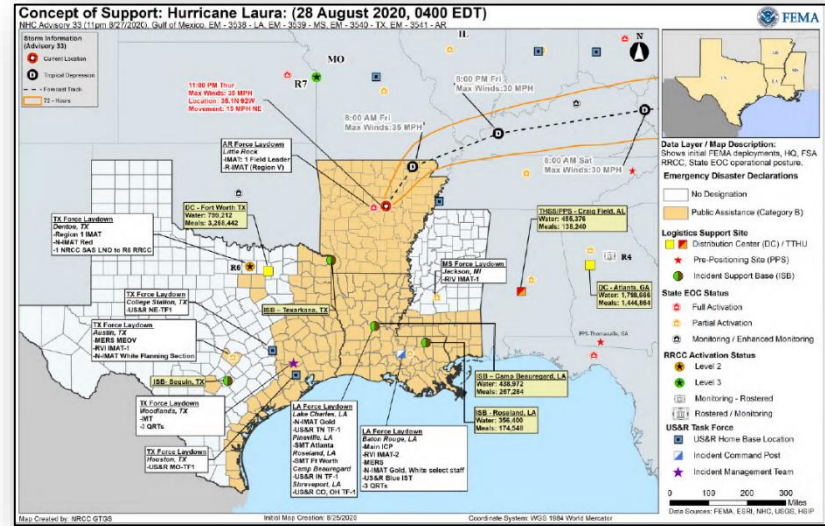 Concept of Support: Hurricane Laura: (28 August 2020, 0400 EDT)
NHC Advisory 33 (11pm 8/27/2020), Gulf of Mexico, EM - 3538 - LA, EM - 3539 - MS, EM - 3540 - TX, EM - 3541 - AR
FEMA
Storm Information
(Advisory 33)
Current Location
Tropical Depression
Forecast Track
72 - Hours
IL
MO
R7
N
11:00 PM Thur
Max Winds: 35 MPH
Location: 35.1N 92W
Movement: 15 MPH NE
8:00 PM Fri
Max Winds:30 MPH
8:00 AM Fri
Max Winds:35 MPH
8:00 AM Sat
Max Winds:30 MPH
D
D
D
AR Force Laydown
Little Rock
-IMAT: 1 Field Leader
-R-IMAT (Region V)
DC - Fort Worth TX
Water: 799,212
Meals: 3,268,442
TX Force Laydown
Denton, TX
-Region 1 IMAT
-N-IMAT Red
-1 NRCC SAS LNO to R6 RRCC
R6
THSS/PPS - Craig Field, AL
Water: 456,376
Meals: 138,240
R4
MS Force Laydown
Jackson, MI
-RVI IMAT-1
DC - Atlanta, GA
Water: 1,798,666
Meals: 1,444,664
TX Force Laydown
College Station, TX
-US&R NE-TF1
ISB - Texarkana, TX
TX Force Laydown
Austin, TX
-MERS MEOV
-RVI IMAT-1
-N-IMAT White Planning Section
PPS-Thomasville, GA
ISB- Seguin, TX
ISB - Camp Beauregard, LA
Water: 438,972
Meals: 267,284
TX Force Laydown
Woodlands, TX
-MT
-3 QRTs
ISB - Roseland, LA
Water: 356,400
Meals: 174,548
TX Force Laydown
Houston, TX
-US&R MO-TF1
LA Force Laydown
Lake Charles, LA
-N-IMAT Gold
-US&R TN TF-1
Pineville, LA
-SMT Atlanta
Roseland, LA
-SMT Ft Worth
Camp Beauregard
-US&R IN TF-1
Shreveport, LA
-US&R CO, OH TF-1
LA Force Laydown
Baton Rouge, LA
-Main ICP
-RVI IMAT-2
-MERS
-N-IMAT Gold, White select staff
-US&R Blue IST
-3 QRTs
Data Layer / Map Description:
Shows initial FEMA deployments, HQ, FSA
RRCC, State EOC operational posture.
Emergency Disaster Declarations
No Designation
Public Assistance (Category B)
Logistics Support Site
Distribution Center (DC) / TTHU
Pre-Positioning Site (PPS)
Incident Support Base (ISB)
State EOC Status
Full Activation
Partial Activation
Monitoring / Enhanced Monitoring
RRCC Activation Status
Level 2
Level 3
Monitoring - Rostered
Rostered / Monitoring
US&R Task Force
US&R Home Base Location
Incident Command Post
Incident Management Team
0
50
100
200
300
400
Miles
Data Sources: FEMA, ESRI, NHC, USGS, HSIP
Map Created by: NRCC GTGS
Initial Map Creation: 8/25/2020
Coordinate System: WGS 1984 World Mercator